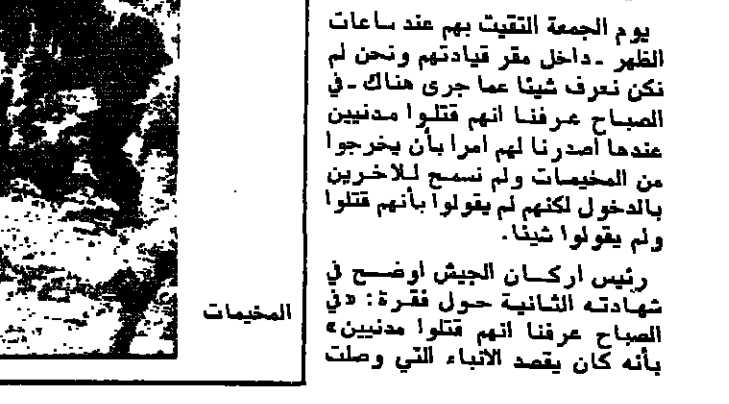 يوم الجمعة التقيت بهم عند ساعات
الظهر ـ داخل مقر قيادتهم ونحن لم
نكن نعرف شيئا عما جرى هناك ـ في
الصباح عرفنا انهم قتلوا مدنيين
عندها اصدرنا لهم امرا بأن يخرجوا
من المخيمات ولم نسمح للاخرين
بالدخول لكنهم لم يقولوا بأنهم قتلوا
ولم يقولوا شيئا.
رئيس اركان الجيش اوضح في
شهادته الثانية حول فقرة: «في
الصباح عرفنا انهم قتلوا مدنيين»
بأنه كان يقصد الانباء التي وصلت
المخيمات